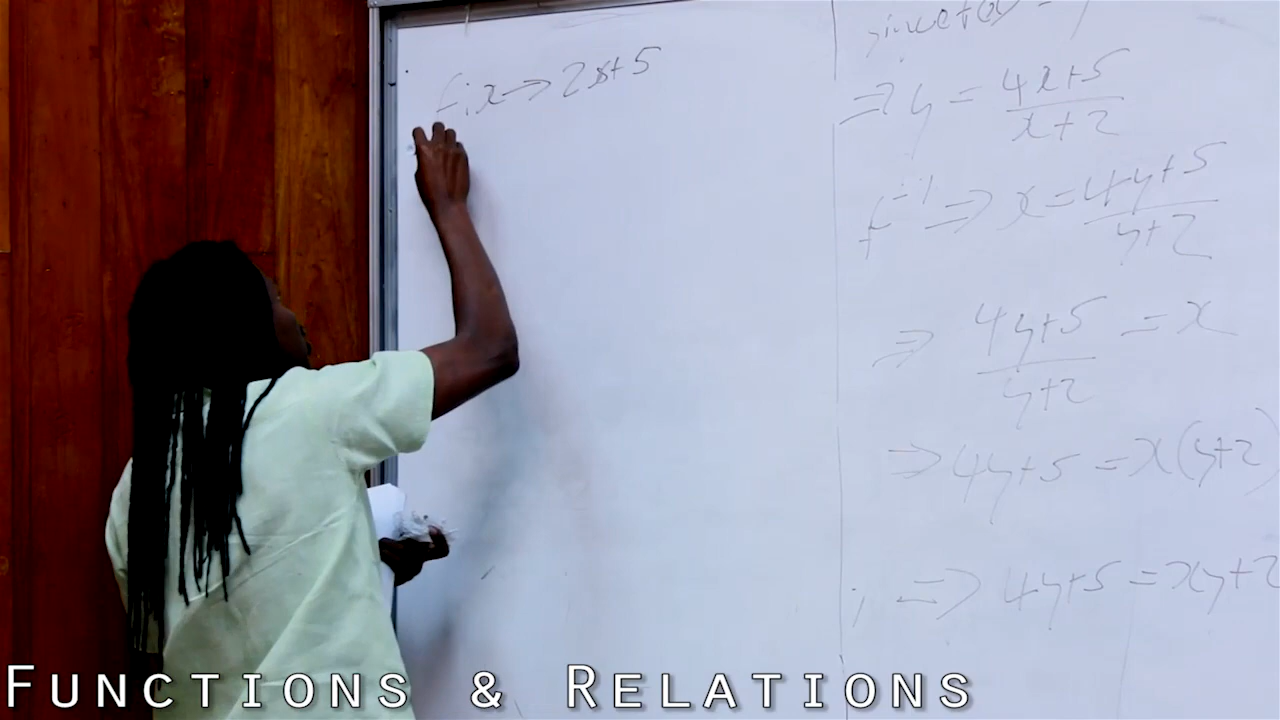 f:x→2x+5
since f(x) = y
⇒ y = 4x+5 / x+2
f⁻¹ ⇒ x = 4y+5 / y+2
⇒ 4y+5 / y+2 = x
⇒ 4y+5 = x(y+2)
; ⇒ 4y+5 = xy+2
FUNCTIONS & RELATIONS